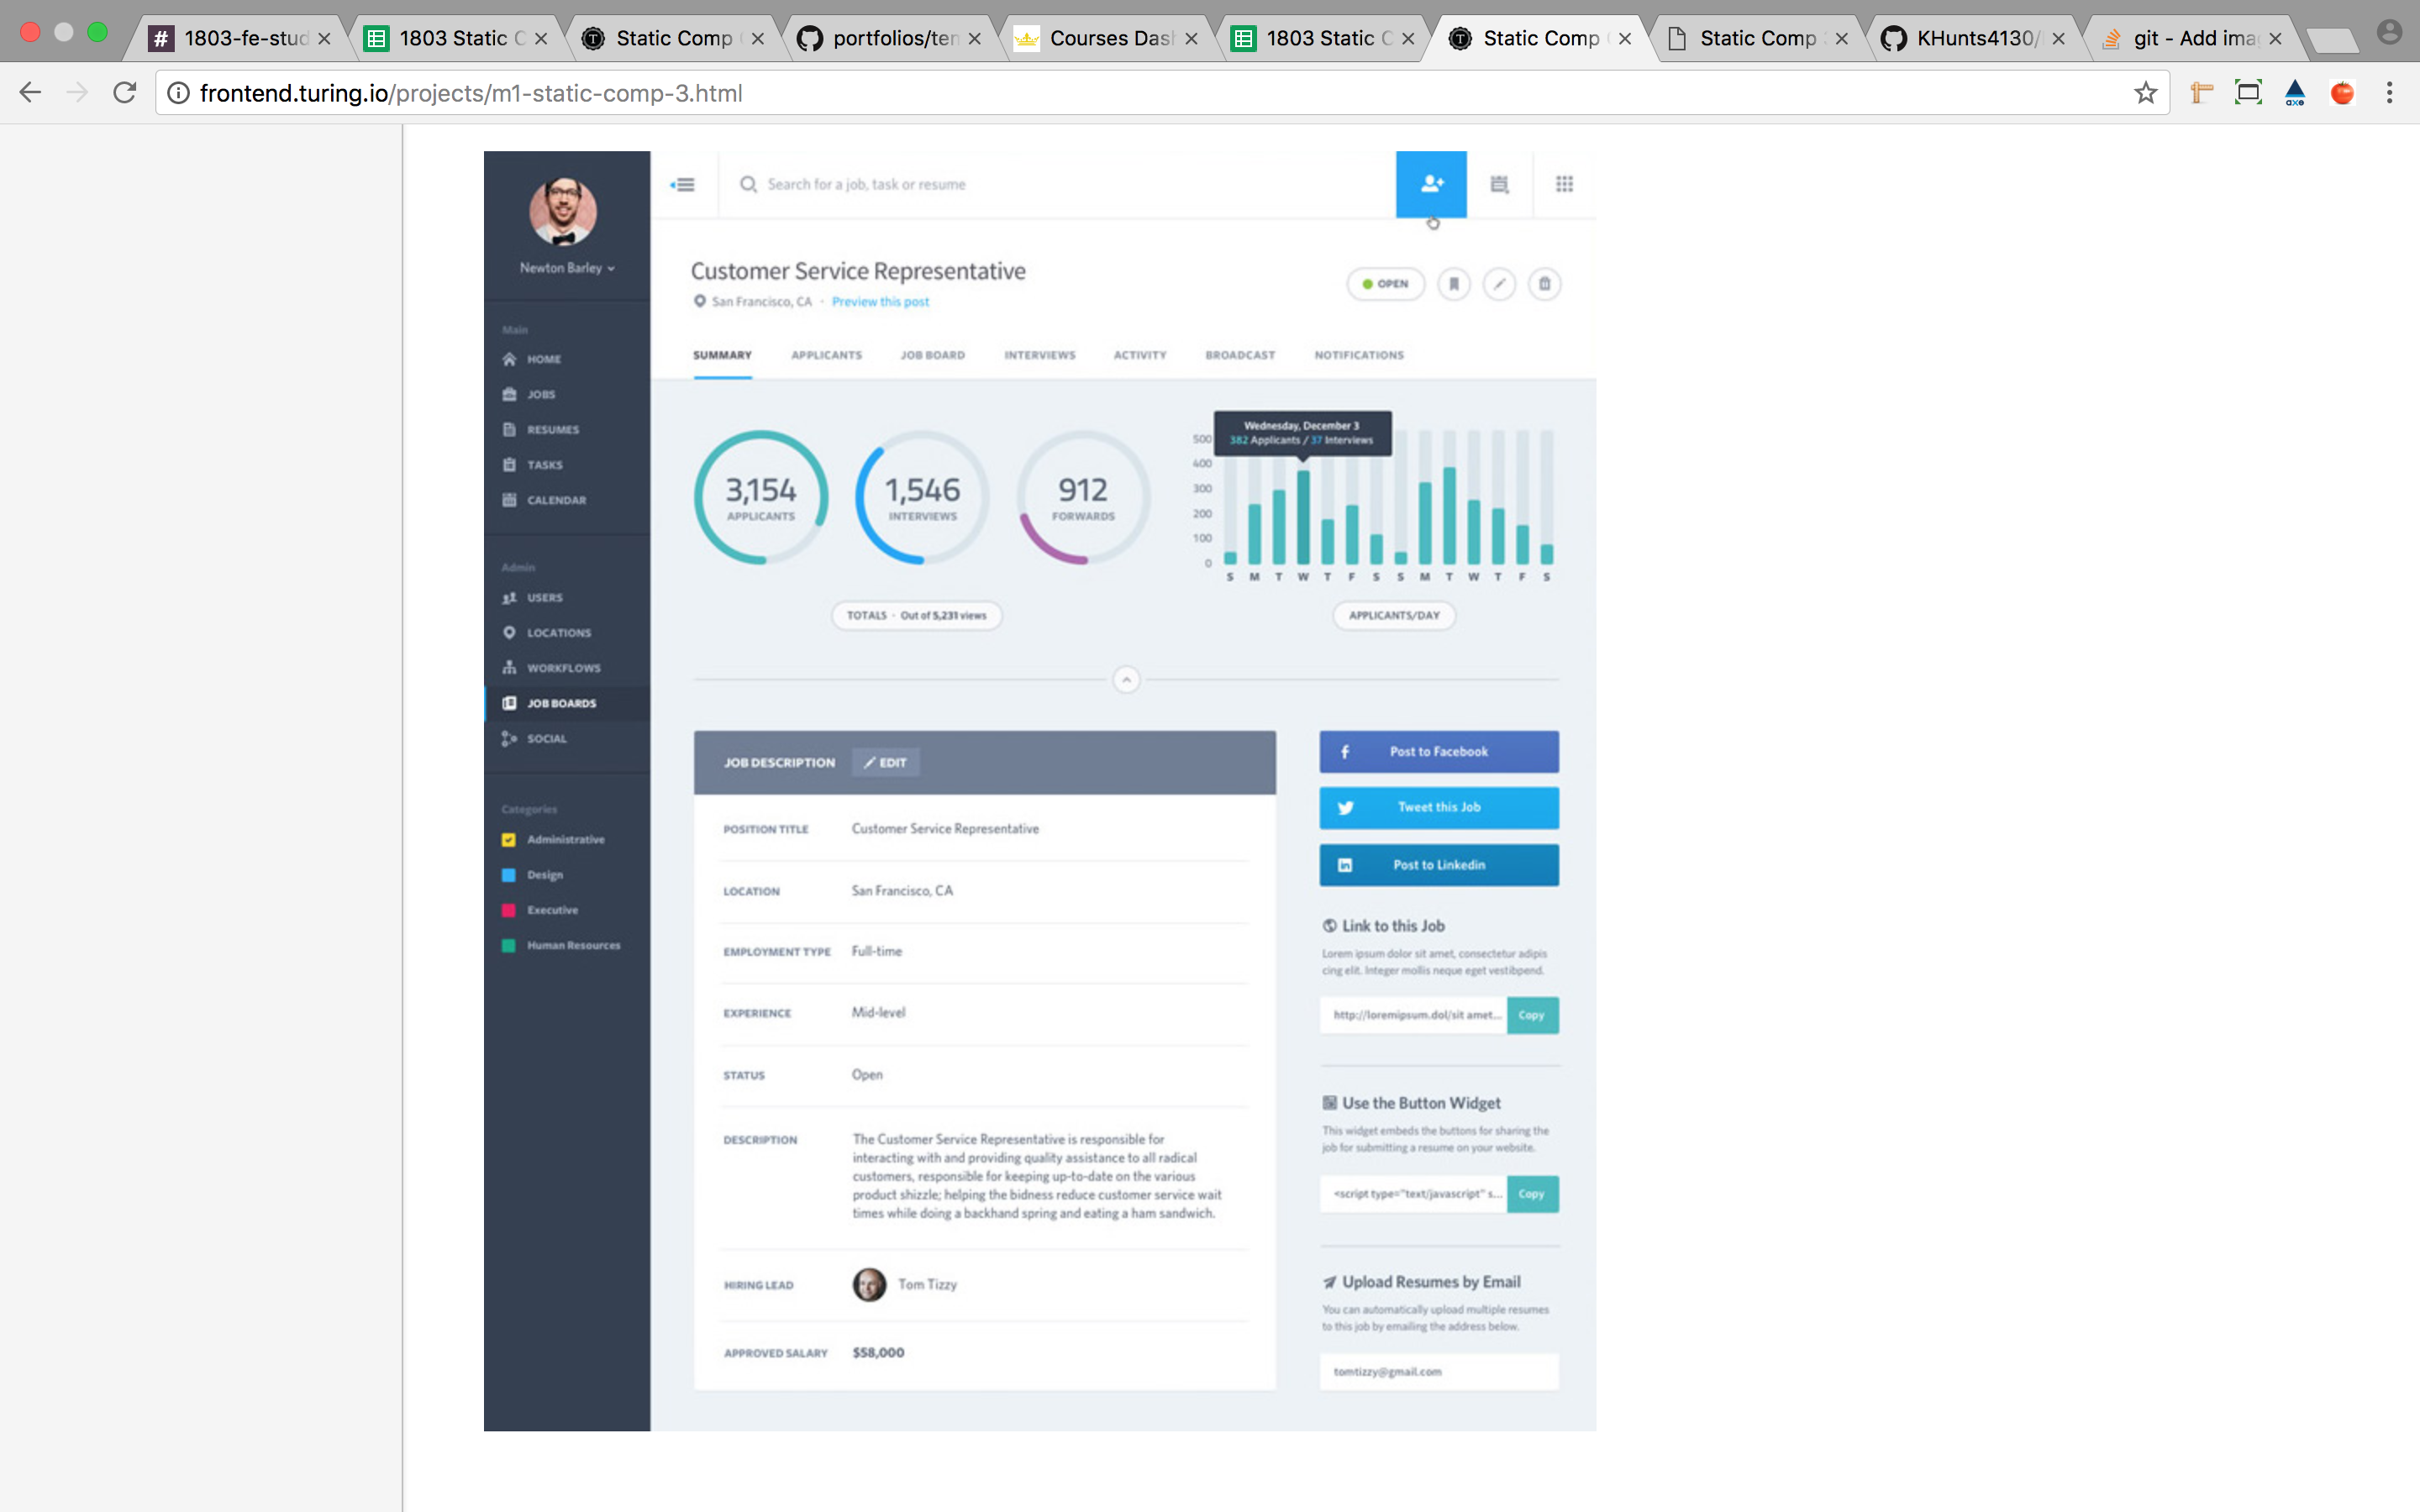 1803-fe-stud
1803 Static C
Static Comp
portfolios/ten
Courses Das
1803 Static C
Static Comp
Static Comp
KHunts4130/
git - Add ima
frontend.turing.io/projects/m1-static-comp-3.html
axe
Newton Barley
Main
HOME
JOBS
RESUMES
TASKS
CALENDAR
Admin
USERS
LOCATIONS
WORKFLOWS
JOB BOARDS
SOCIAL
Categories
Administrative
Design
Executive
Human Resources
Search for a job, task or resume
Customer Service Representative
San Francisco, CA · Preview this post
OPEN
SUMMARY APPLICANTS JOB BOARD INTERVIEWS ACTIVITY BROADCAST NOTIFICATIONS
3,154
APPLICANTS
1,546
INTERVIEWS
912
FORWARDS
TOTALS · Out of 5,231 views
Wednesday, December 3
382 Applicants / 37 Interviews
500
400
300
200
100
0
S M T W T F S S M T W T F S
APPLICANTS/DAY
JOB DESCRIPTION EDIT
POSITION TITLE Customer Service Representative
LOCATION San Francisco, CA
EMPLOYMENT TYPE Full-time
EXPERIENCE Mid-level
STATUS Open
DESCRIPTION The Customer Service Representative is responsible for
interacting with and providing quality assistance to all radical
customers, responsible for keeping up-to-date on the various
product shizzle; helping the bidness reduce customer service wait
times while doing a backhand spring and eating a ham sandwich.
HIRING LEAD Tom Tizzy
APPROVED SALARY $58,000
Post to Facebook
Tweet this Job
Post to Linkedin
Link to this Job
Lorem ipsum dolor sit amet, consectetur adipis
cing elit. Integer mollis neque eget vestibpend.
http://loremipsum.dol/sit amet... Copy
Use the Button Widget
This widget embeds the buttons for sharing the
job for submitting a resume on your website.
<script type="text/javascript" s... Copy
Upload Resumes by Email
You can automatically upload multiple resumes
to this job by emailing the address below.
tomtizzy@gmail.com